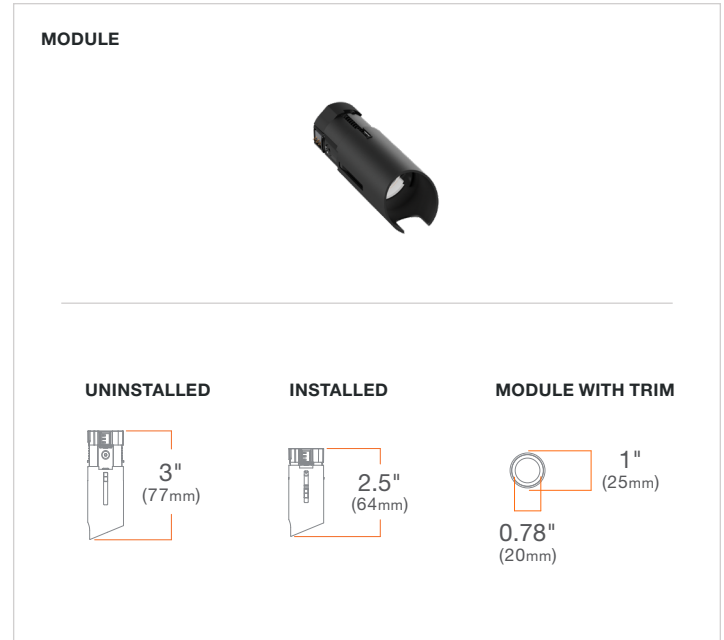 MODULE
UNINSTALLED
INSTALLED
MODULE WITH TRIM
3"
(77mm)
2.5"
(64mm)
1"
(25mm)
0.78"
(20mm)